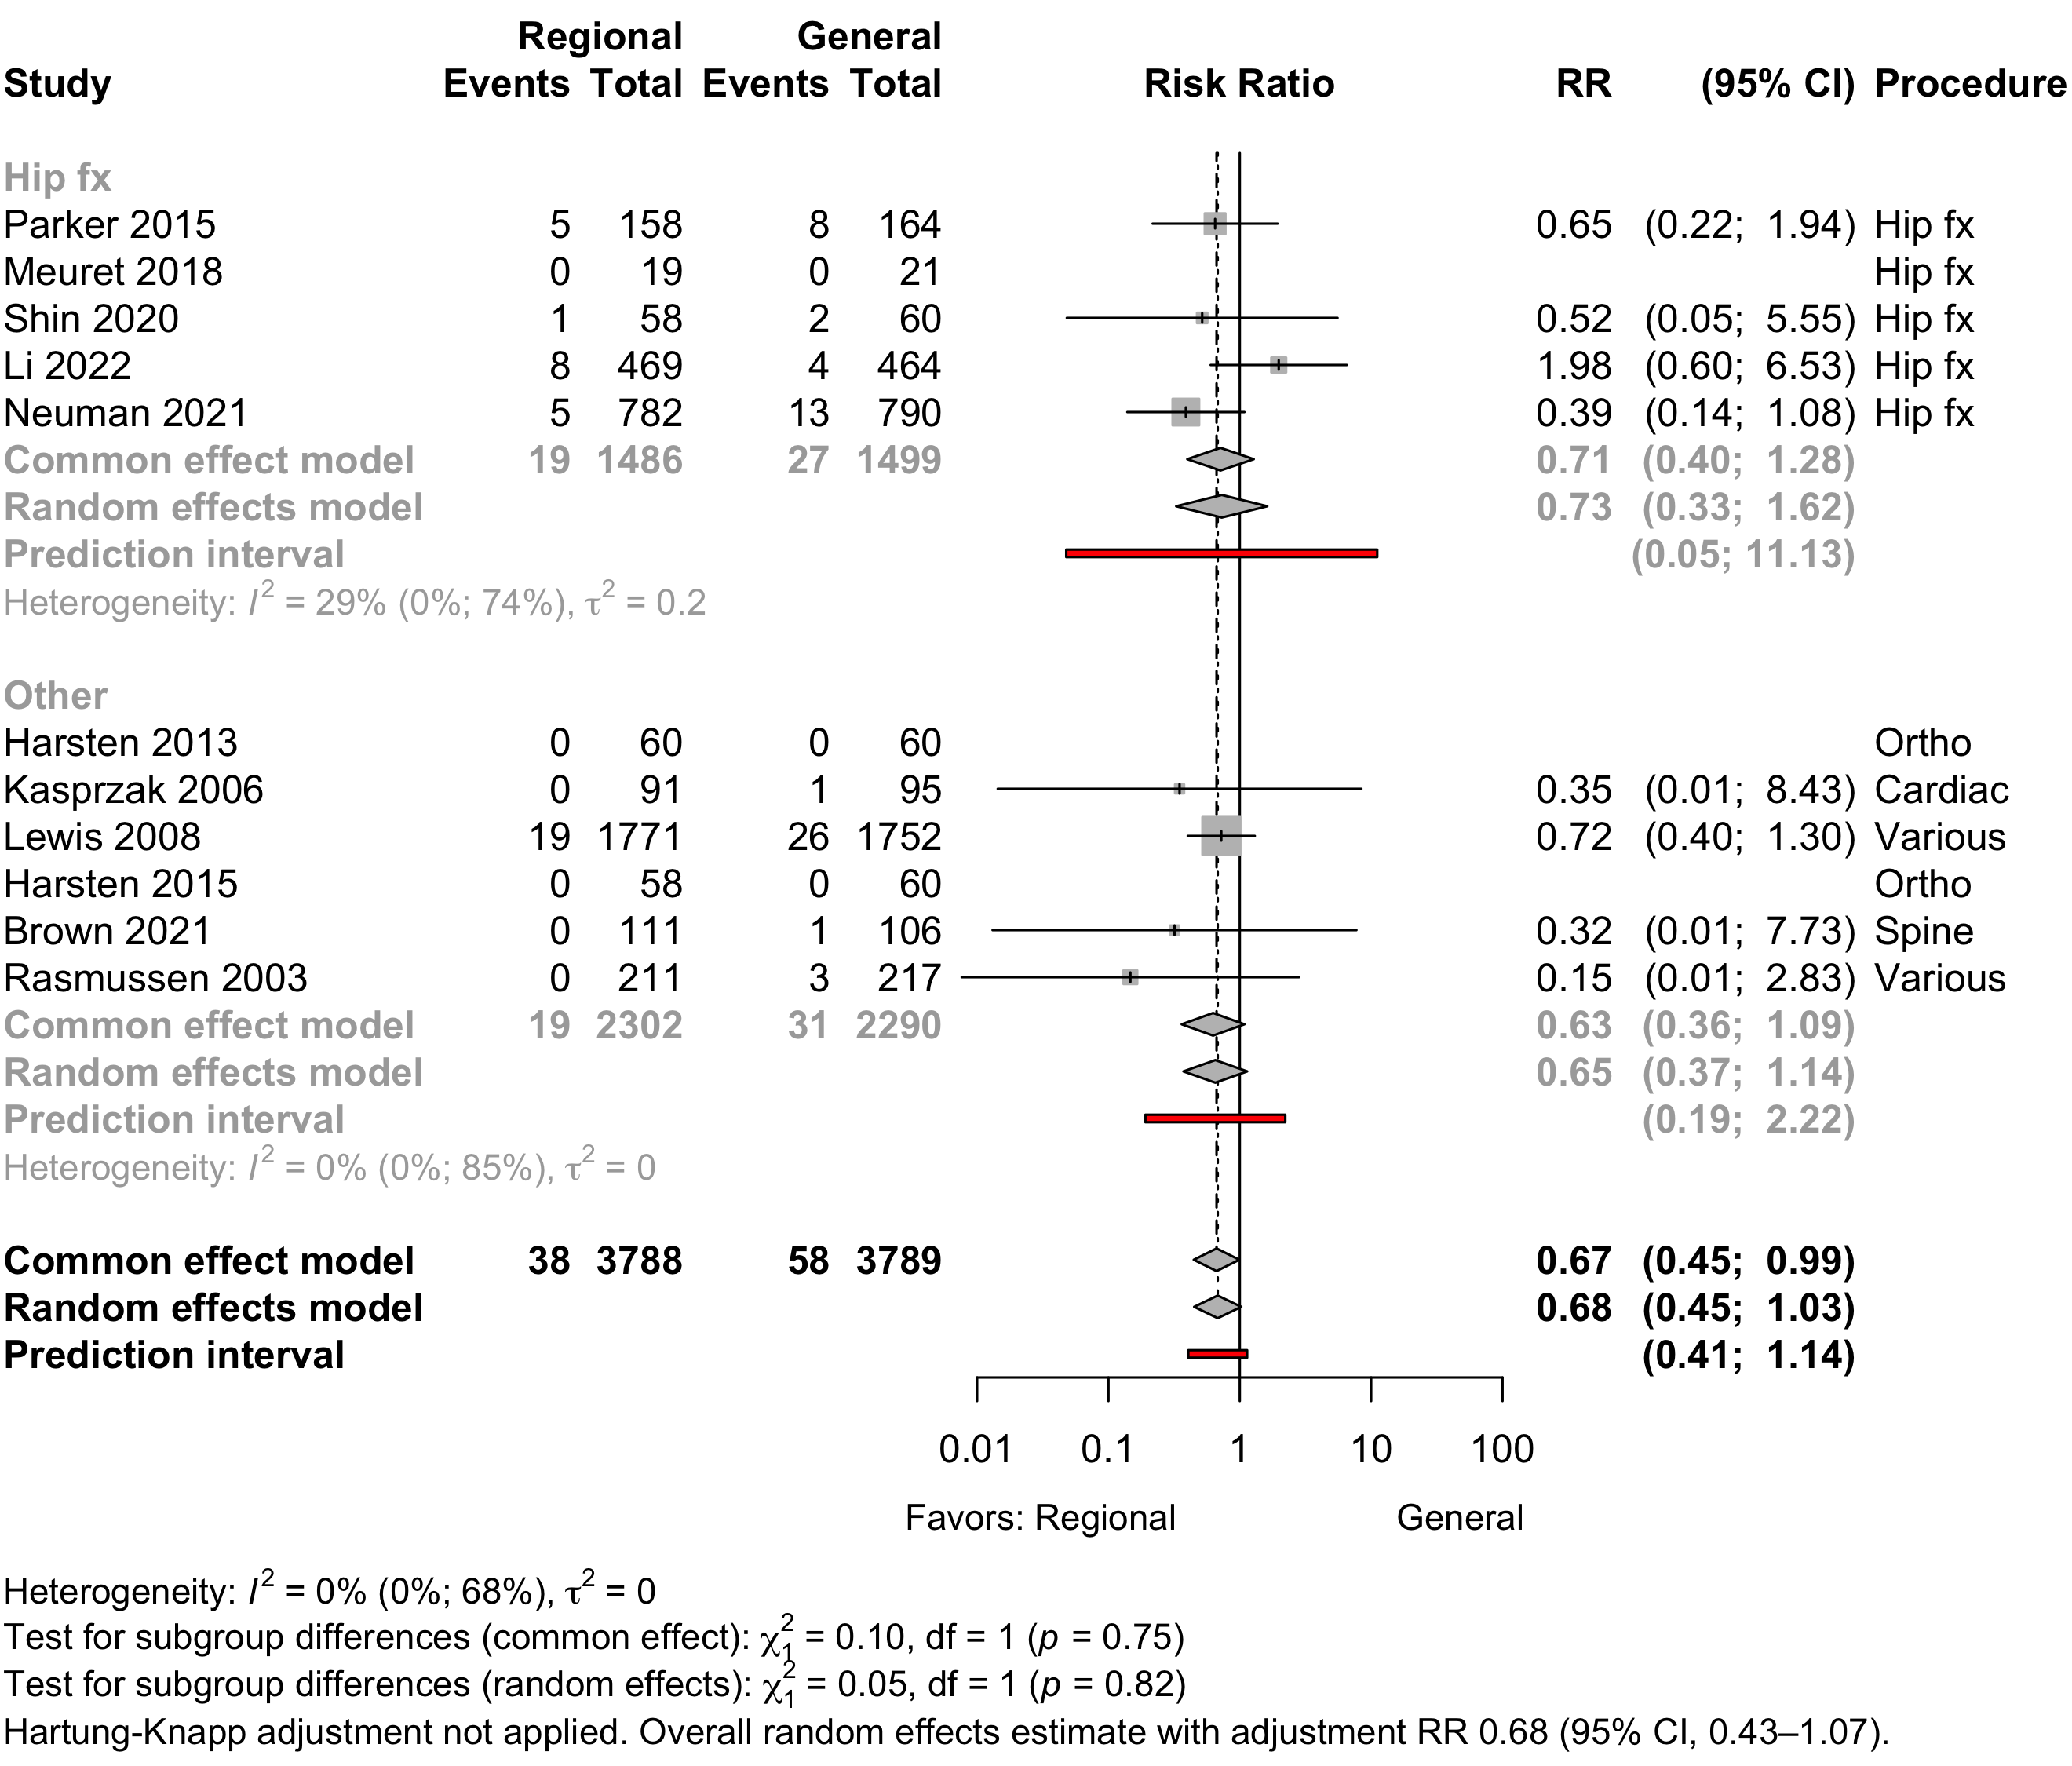 Regional General
Study Events Total Events Total Risk Ratio RR (95% CI) Procedure
Hip fx
Parker 2015 5 158 8 164 0.65 (0.22; 1.94) Hip fx
Meuret 2018 0 19 0 21 Hip fx
Shin 2020 1 58 2 60 0.52 (0.05; 5.55) Hip fx
Li 2022 8 469 4 464 1.98 (0.60; 6.53) Hip fx
Neuman 2021 5 782 13 790 0.39 (0.14; 1.08) Hip fx
Common effect model 19 1486 27 1499 0.71 (0.40; 1.28)
Random effects model 0.73 (0.33; 1.62)
Prediction interval (0.05; 11.13)
Heterogeneity: I² = 29% (0%; 74%), τ² = 0.2
Other
Harsten 2013 0 60 0 60 Ortho
Kasprzak 2006 0 91 1 95 0.35 (0.01; 8.43) Cardiac
Lewis 2008 19 1771 26 1752 0.72 (0.40; 1.30) Various
Harsten 2015 0 58 0 60 Ortho
Brown 2021 0 111 1 106 0.32 (0.01; 7.73) Spine
Rasmussen 2003 0 211 3 217 0.15 (0.01; 2.83) Various
Common effect model 19 2302 31 2290 0.63 (0.36; 1.09)
Random effects model 0.65 (0.37; 1.14)
Prediction interval (0.19; 2.22)
Heterogeneity: I² = 0% (0%; 85%), τ² = 0
Common effect model 38 3788 58 3789 0.67 (0.45; 0.99)
Random effects model 0.68 (0.45; 1.03)
Prediction interval (0.41; 1.14)
0.01 0.1 1 10 100
Favors: Regional General
Heterogeneity: I² = 0% (0%; 68%), τ² = 0
Test for subgroup differences (common effect): χ²₁ = 0.10, df = 1 (p = 0.75)
Test for subgroup differences (random effects): χ²₁ = 0.05, df = 1 (p = 0.82)
Hartung-Knapp adjustment not applied. Overall random effects estimate with adjustment RR 0.68 (95% CI, 0.43–1.07).